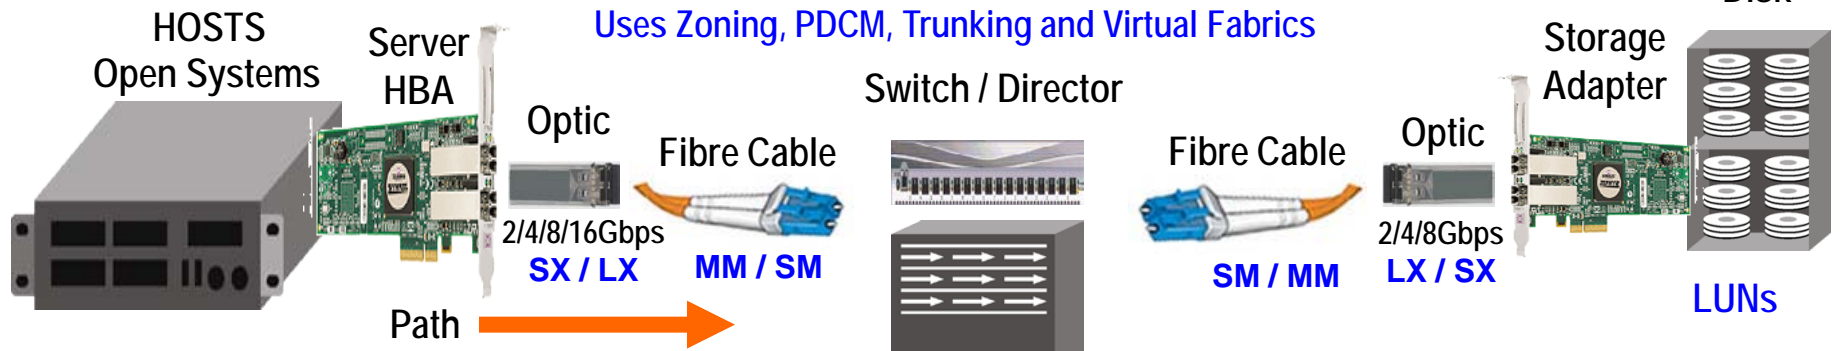 Disk
Uses Zoning, PDCM, Trunking and Virtual Fabrics
HOSTS
Open Systems
Server
HBA
Optic
2/4/8/16Gbps
SX / LX
Fibre Cable
MM / SM
Switch / Director
Fibre Cable
SM / MM
Optic
2/4/8Gbps
LX / SX
Storage
Adapter
LUNs
Path